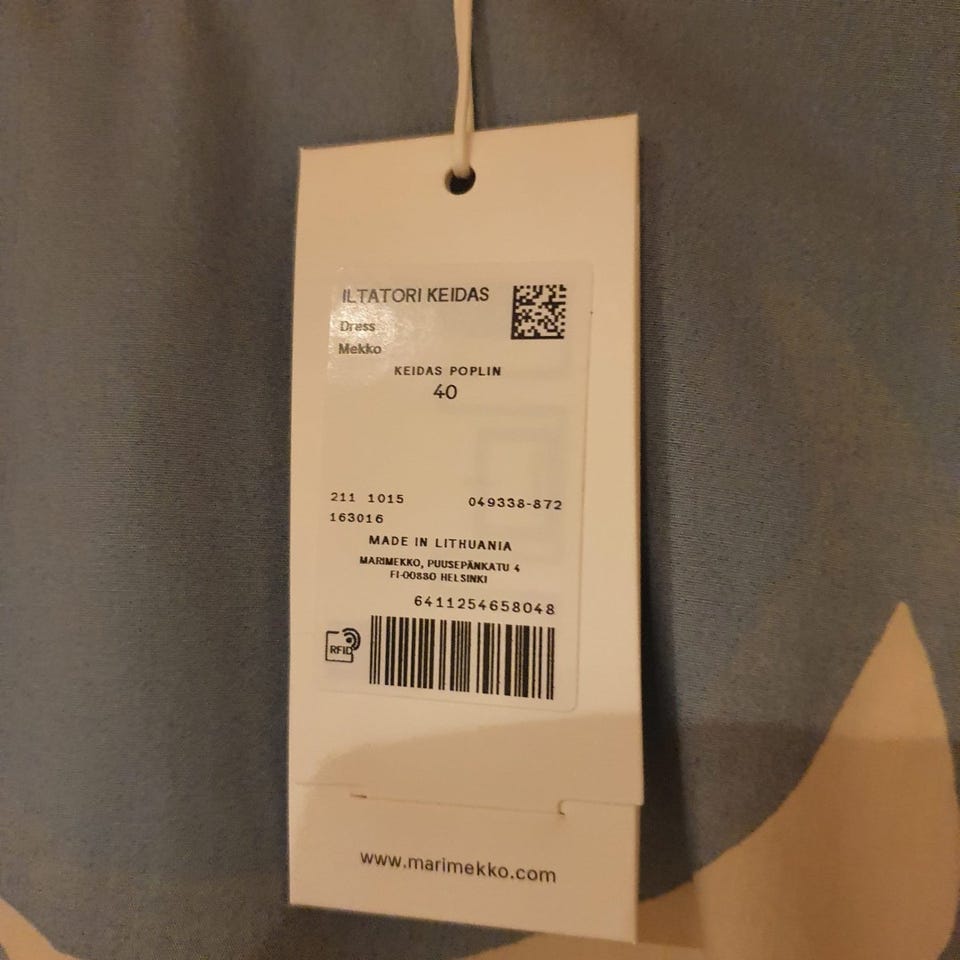 ILTATORI KEIDAS
Dress
Mekko
KEIDAS POPLIN
40
211 1015 049338-872
163016
MADE IN LITHUANIA
MARIMEKKO, PUUSEPÄNKATU 4
FI-00880 HELSINKI
6411254658048
RFID
www.marimekko.com